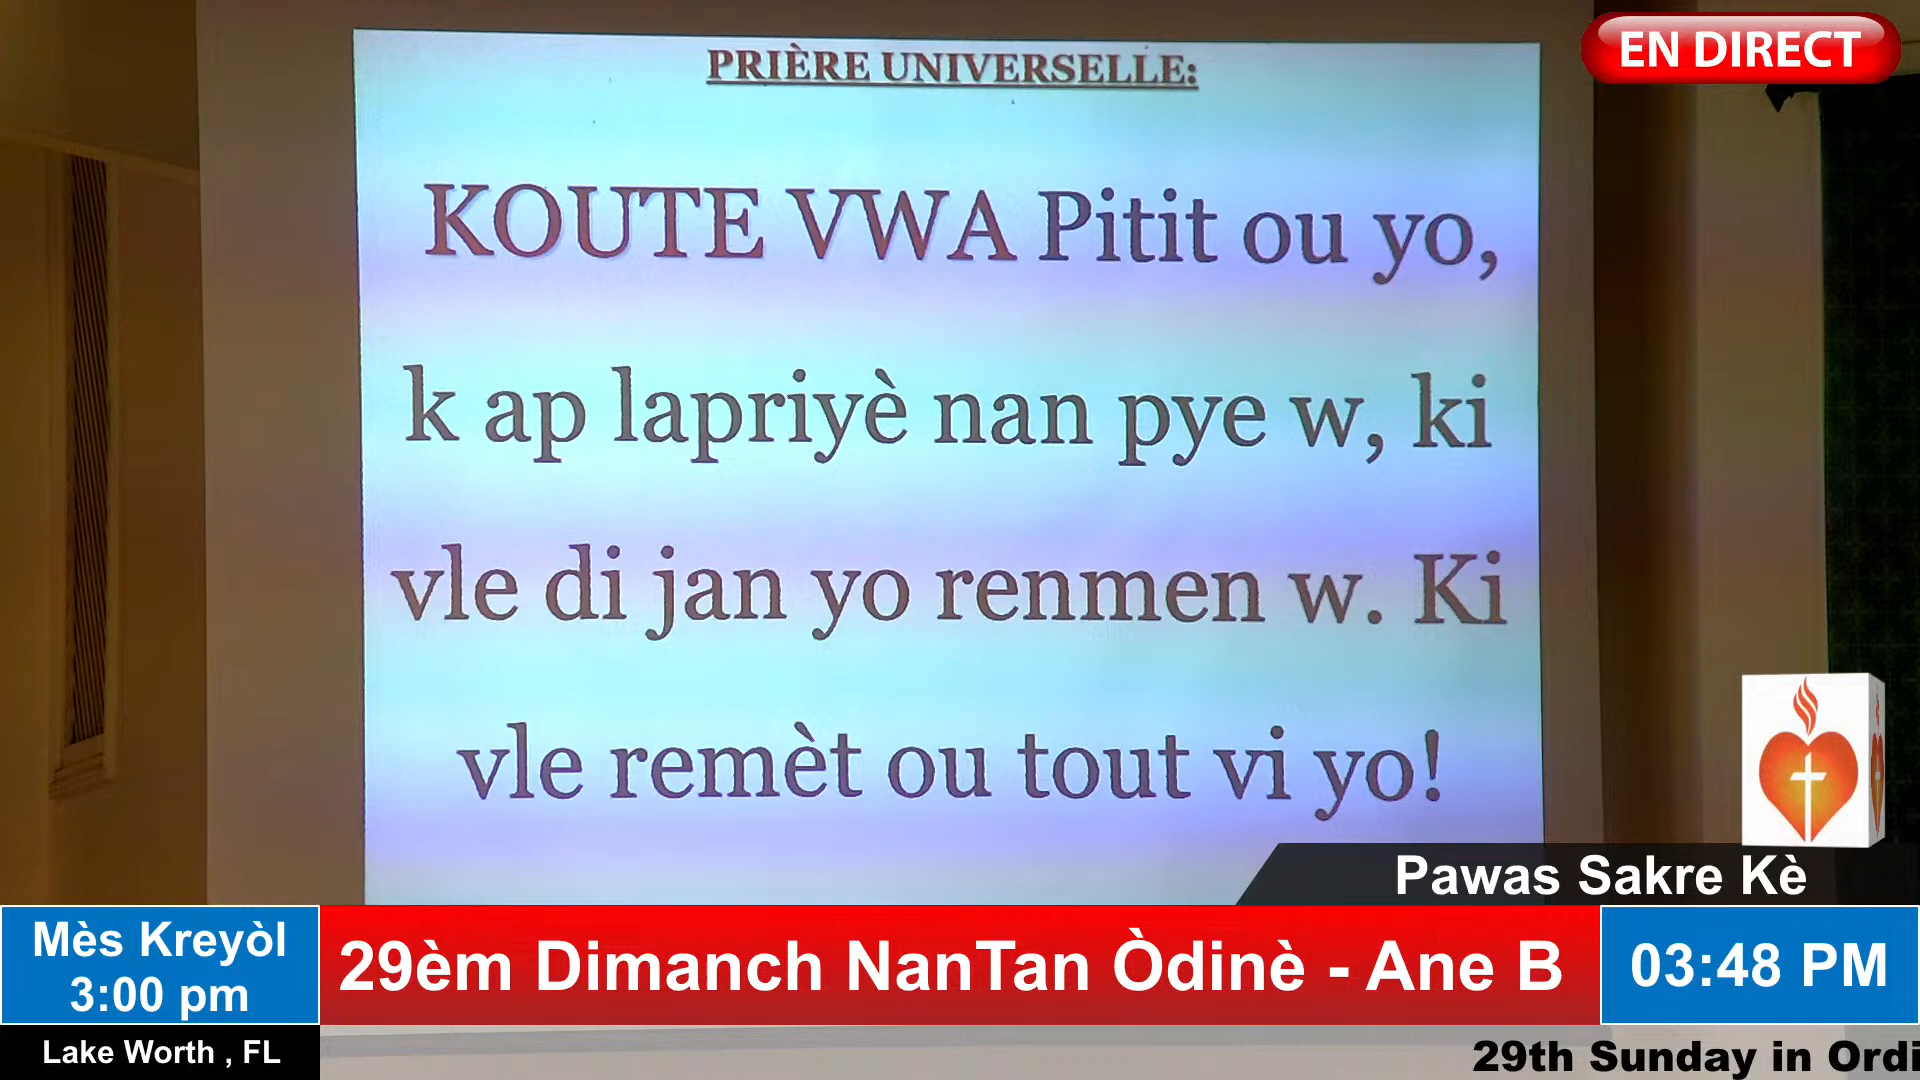 PRIÈRE UNIVERSELLE:
EN DIRECT
KOUTE VWA Pitit ou yo,
k ap lapriyè nan pye w, ki
vle di jan yo renmen w. Ki
vle remèt ou tout vi yo!
Pawas Sakre Kè
Mès Kreyòl
3:00 pm
29èm Dimanch NanTan Òdinè - Ane B
03:48 PM
Lake Worth , FL
29th Sunday in Ordi